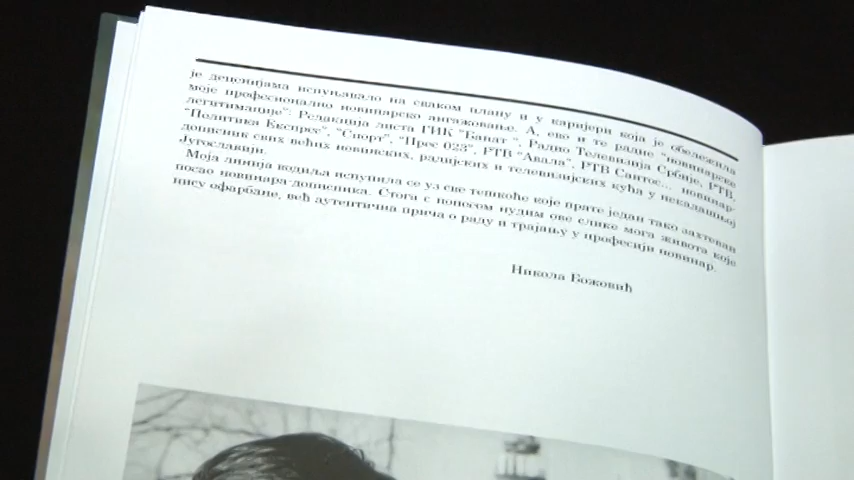 је деценијама испуњавало на сваком плану и у каријери која је обележила
моје професионално новинарско ангажовање. А, ево и те радне “новинарске
легитимације”: Редакција листа ГИК “Банат “, Радио Телевизија Србије, РТВ,
“Политика Експрес”, “Спорт”, “Прес 023”, РТВ “Авала”, РТВ Сантос... новинар-
дописник свих већих новинских, радијских и телевизијских кућа у некадашњој
Југославији.
Моја линија водиља испуила се уз све тешкоће које прате један тако захтеван
посао новинара-дописника. Стога с поносом нудим ове слике мога живота које
нису офарбане, већ аутентична прича о раду и трајању у професији новинар.
Никола Божовић